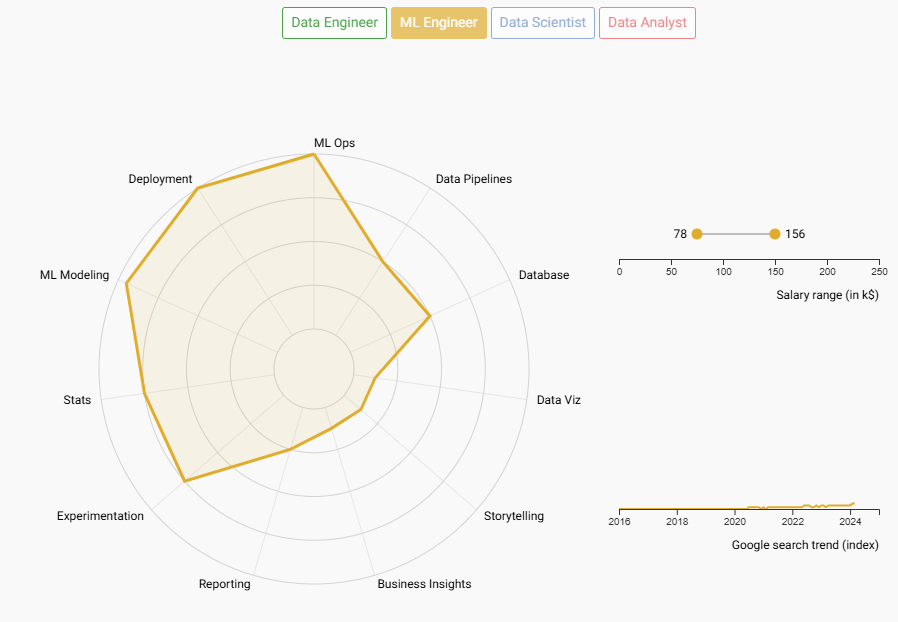 Data Engineer
ML Engineer
Data Scientist
Data Analyst
ML Ops
Deployment
Data Pipelines
78
156
ML Modeling
Database
0 50 100 150 200 250
Salary range (in k$)
Stats
Data Viz
Experimentation
Storytelling
2016 2018 2020 2022 2024
Google search trend (index)
Reporting
Business Insights